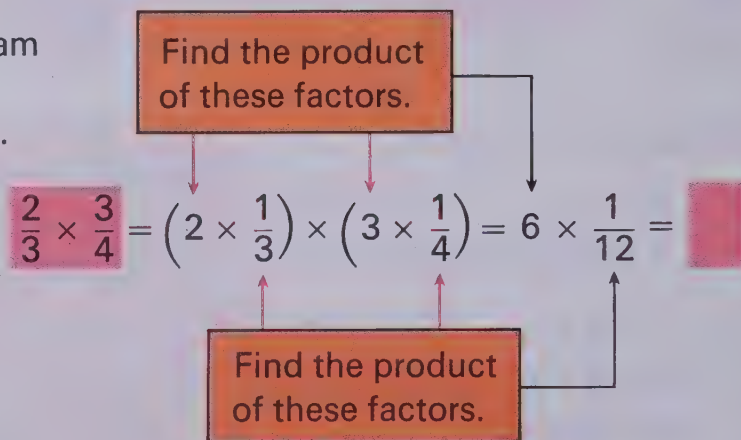 am
Find the product
of these factors.
.
2/3 × 3/4 = (2 × 1/3) × (3 × 1/4) = 6 × 1/12 =
Find the product
of these factors.